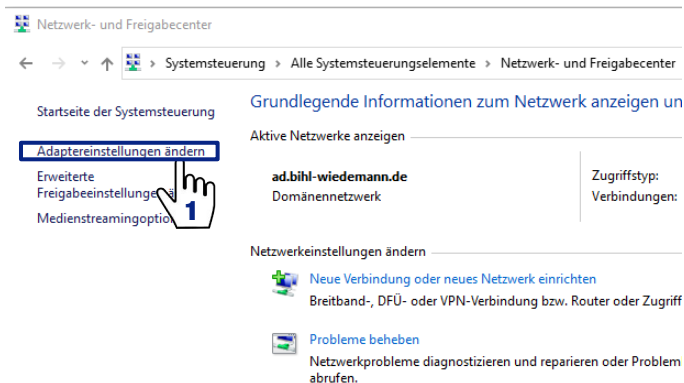 Netzwerk- und Freigabecenter
Systemsteuerung > Alle Systemsteuerungselemente > Netzwerk- und Freigabecenter
Startseite der Systemsteuerung
Adaptereinstellungen ändern
Erweiterte
Freigabeeinstellungen
Medienstreamingoptio
1
Grundlegende Informationen zum Netzwerk anzeigen un
Aktive Netzwerke anzeigen
ad.bihl-wiedemann.de
Domänennetzwerk
Zugriffstyp:
Verbindungen:
Netzwerkeinstellungen ändern
Neue Verbindung oder neues Netzwerk einrichten
Breitband-, DFÜ- oder VPN-Verbindung bzw. Router oder Zugriff
Probleme beheben
Netzwerkprobleme diagnostizieren und reparieren oder Problem
abrufen.